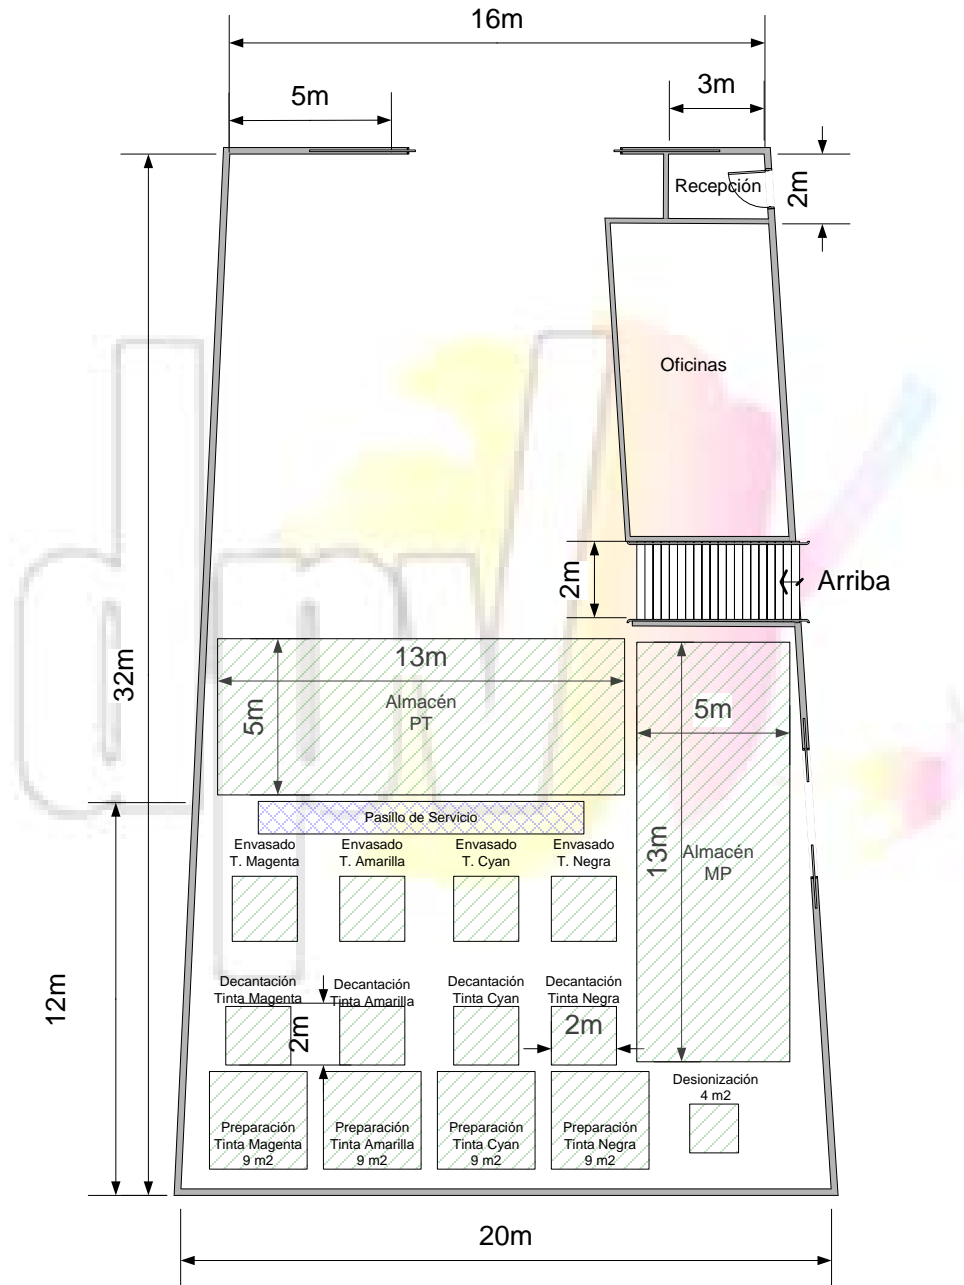 16m
5m
3m
Recepción
2m
Oficinas
2m
Arriba
32m
13m
Almacén
PT
5m
5m
Pasillo de Servicio
Envasado
T. Magenta
Envasado
T. Amarilla
Envasado
T. Cyan
Envasado
T. Negra
13m
Almacén
MP
12m
Decantación
Tinta Magenta
Decantación
Tinta Amarilla
Decantación
Tinta Cyan
Decantación
Tinta Negra
2m
2m
Desionización
4 m2
Preparación
Tinta Magenta
9 m2
Preparación
Tinta Amarilla
9 m2
Preparación
Tinta Cyan
9 m2
Preparación
Tinta Negra
9 m2
20m